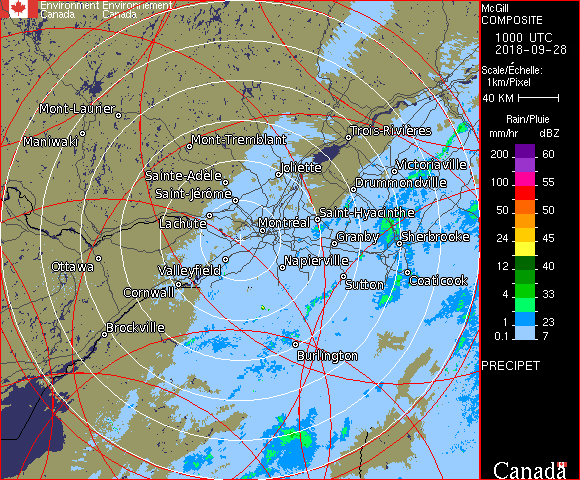 Environment Environnement
Canada Canada
McGill
COMPOSITE
1000 UTC
2018-09-28
Scale/Échelle:
1km/Pixel
40 KM
Rain/Pluie
mm/hr dBZ
200 60
100 55
50 50
24 45
12 40
4 33
1 23
0.1 7
PRECIPET
Canada
Mont-Laurier
Maniwaki
Mont-Tremblant
Trois-Rivières
Joliette
Victoriaville
Sainte-Adèle
Drummondville
Saint-Jérôme
Lachute
Saint-Hyacinthe
Montréal
Granby
Sherbrooke
Ottawa
Valleyfield
Napierville
Cornwall
Sutton
Coaticook
Brockville
Burlington